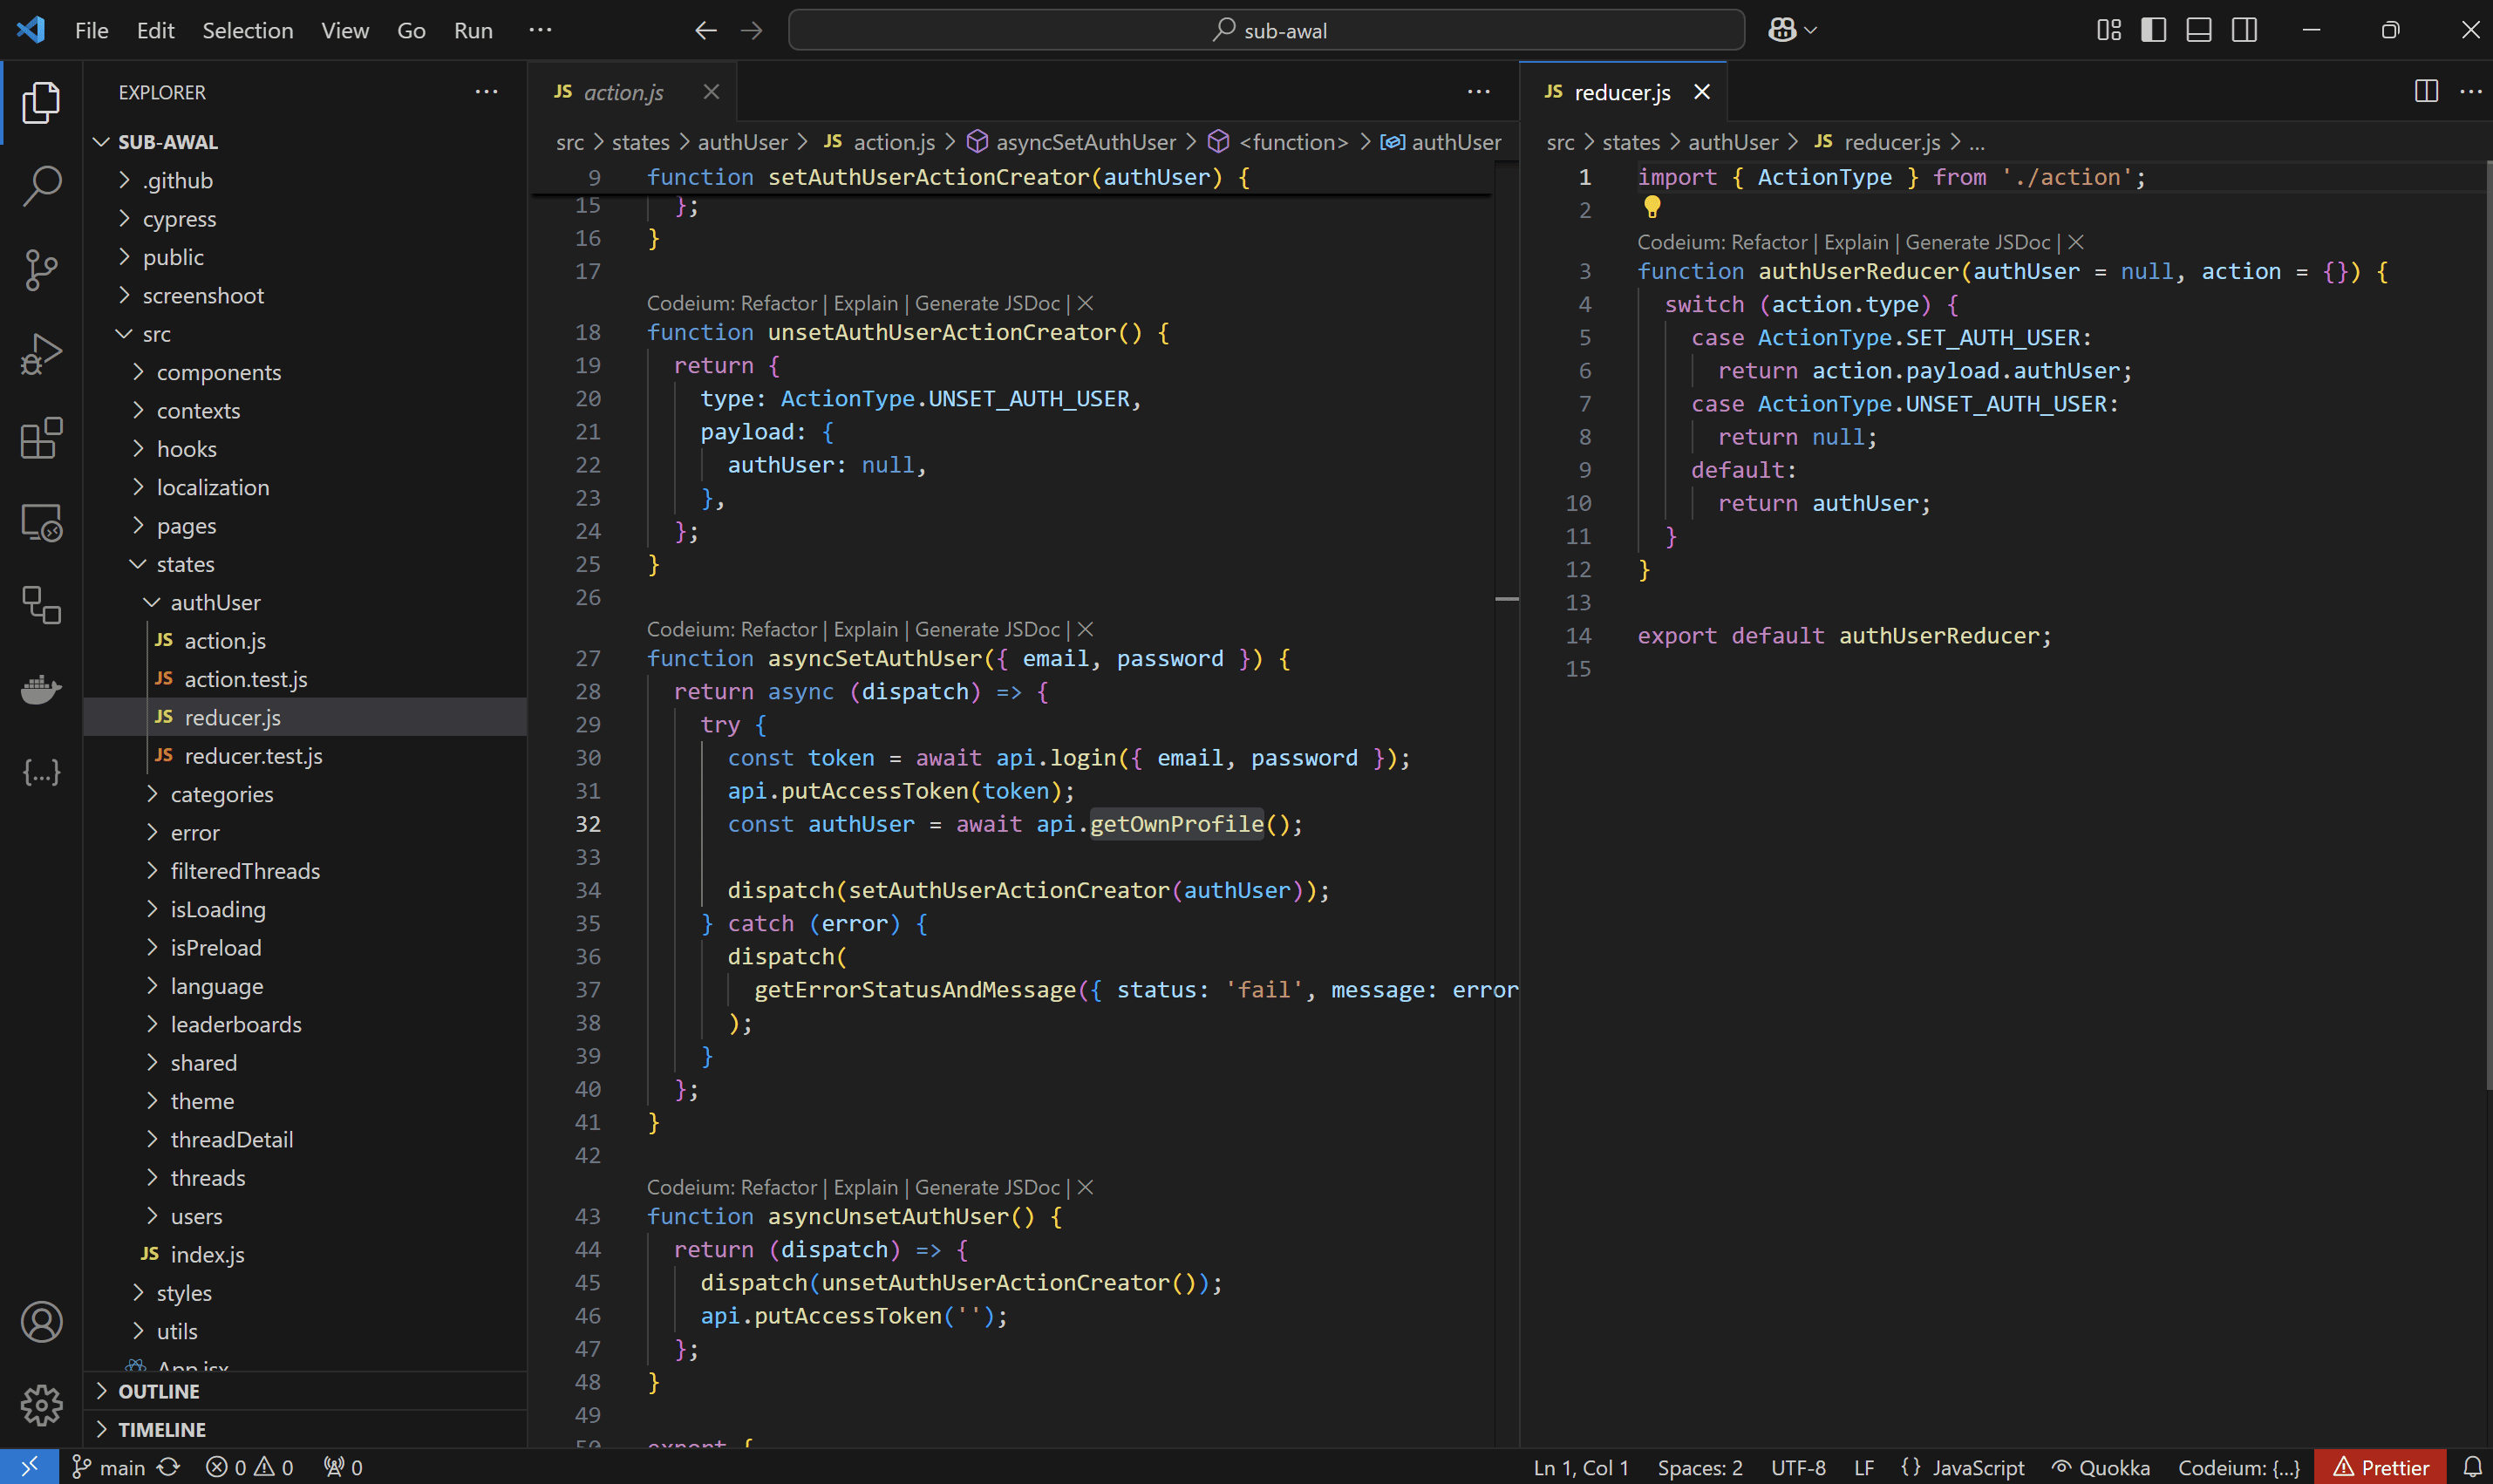 File Edit Selection View Go Run ··· sub-awal
EXPLORER ···
SUB-AWAL
.github
cypress
public
screenshoot
src
components
contexts
hooks
localization
pages
states
authUser
JS action.js
JS action.test.js
JS reducer.js
JS reducer.test.js
categories
error
filteredThreads
isLoading
isPreload
language
leaderboards
shared
theme
threadDetail
threads
users
JS index.js
styles
utils
App.jsx
OUTLINE
TIMELINE
JS action.js
src > states > authUser > JS action.js > asyncSetAuthUser > <function> > authUser
9 function setAuthUserActionCreator(authUser) {
15 };
16 }
17
Codeium: Refactor | Explain | Generate JSDoc | ×
18 function unsetAuthUserActionCreator() {
19 return {
20 type: ActionType.UNSET_AUTH_USER,
21 payload: {
22 authUser: null,
23 },
24 };
25 }
26
Codeium: Refactor | Explain | Generate JSDoc | ×
27 function asyncSetAuthUser({ email, password }) {
28 return async (dispatch) => {
29 try {
30 const token = await api.login({ email, password });
31 api.putAccessToken(token);
32 const authUser = await api.getOwnProfile();
33
34 dispatch(setAuthUserActionCreator(authUser));
35 } catch (error) {
36 dispatch(
37 getErrorStatusAndMessage({ status: 'fail', message: error
38 );
39 }
40 };
41 }
42
Codeium: Refactor | Explain | Generate JSDoc | ×
43 function asyncUnsetAuthUser() {
44 return (dispatch) => {
45 dispatch(unsetAuthUserActionCreator());
46 api.putAccessToken('');
47 };
48 }
49
50 export {
JS reducer.js
src > states > authUser > JS reducer.js > ...
1 import { ActionType } from './action';
2
Codeium: Refactor | Explain | Generate JSDoc | ×
3 function authUserReducer(authUser = null, action = {}) {
4 switch (action.type) {
5 case ActionType.SET_AUTH_USER:
6 return action.payload.authUser;
7 case ActionType.UNSET_AUTH_USER:
8 return null;
9 default:
10 return authUser;
11 }
12 }
13
14 export default authUserReducer;
15
main 0 0 0 Ln 1, Col 1 Spaces: 2 UTF-8 LF {} JavaScript Quokka Codeium: {...} Prettier